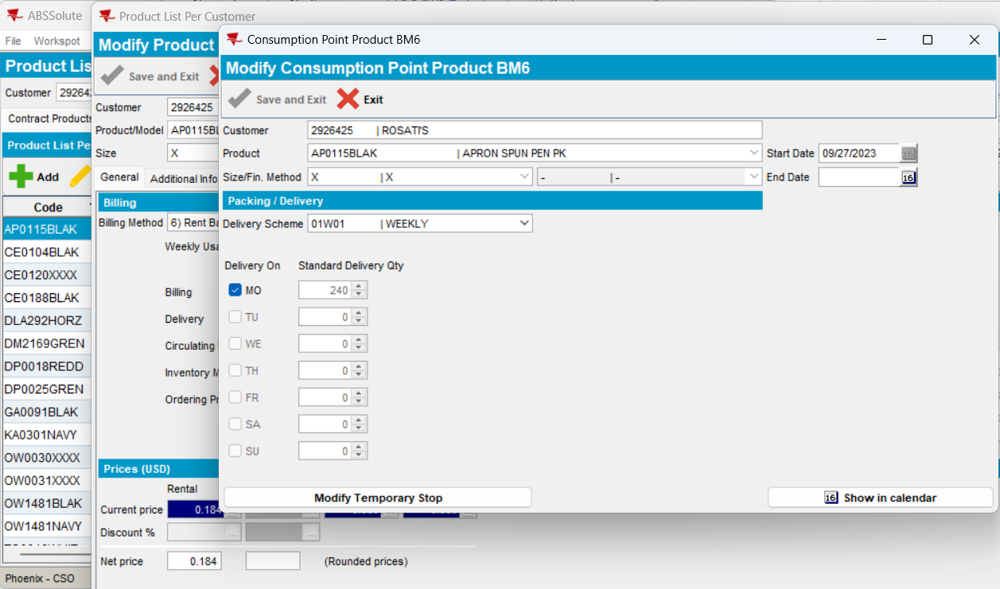 ABSSolute
File Workspot
Product Lis
Customer 29264
Contract Products
Product List Pe
Add
Code
AP0115BLAK
CE0104BLAK
CE0120XXXX
CE0188BLAK
DLA292HORZ
DM2169GREN
DP0018REDD
DP0025GREN
GA0091BLAK
KA0301NAVY
OW0030XXXX
OW0031XXXX
OW1481BLAK
OW1481NAVY
Phoenix - CSO
Product List Per Customer
Modify Product
Save and Exit
Customer 2926425
Product/Model AP0115BL
Size X
General Additional Info
Billing
Billing Method 6) Rent Ba
Weekly Usa
Billing
Delivery
Circulating
Inventory M
Ordering Pr
Prices (USD)
Rental
Current price 0.184 ...
Discount % ... ...
Net price 0.184 (Rounded prices)
Consumption Point Product BM6
Modify Consumption Point Product BM6
Save and Exit Exit
Customer 2926425 | ROSATI'S
Product AP0115BLAK | APRON SPUN PEN PK Start Date 09/27/2023 16
Size/Fin. Method X | X - | - End Date 16
Packing / Delivery
Delivery Scheme 01W01 | WEEKLY
Delivery On Standard Delivery Qty
MO 240
TU 0
WE 0
TH 0
FR 0
SA 0
SU 0
Modify Temporary Stop 16 Show in calendar